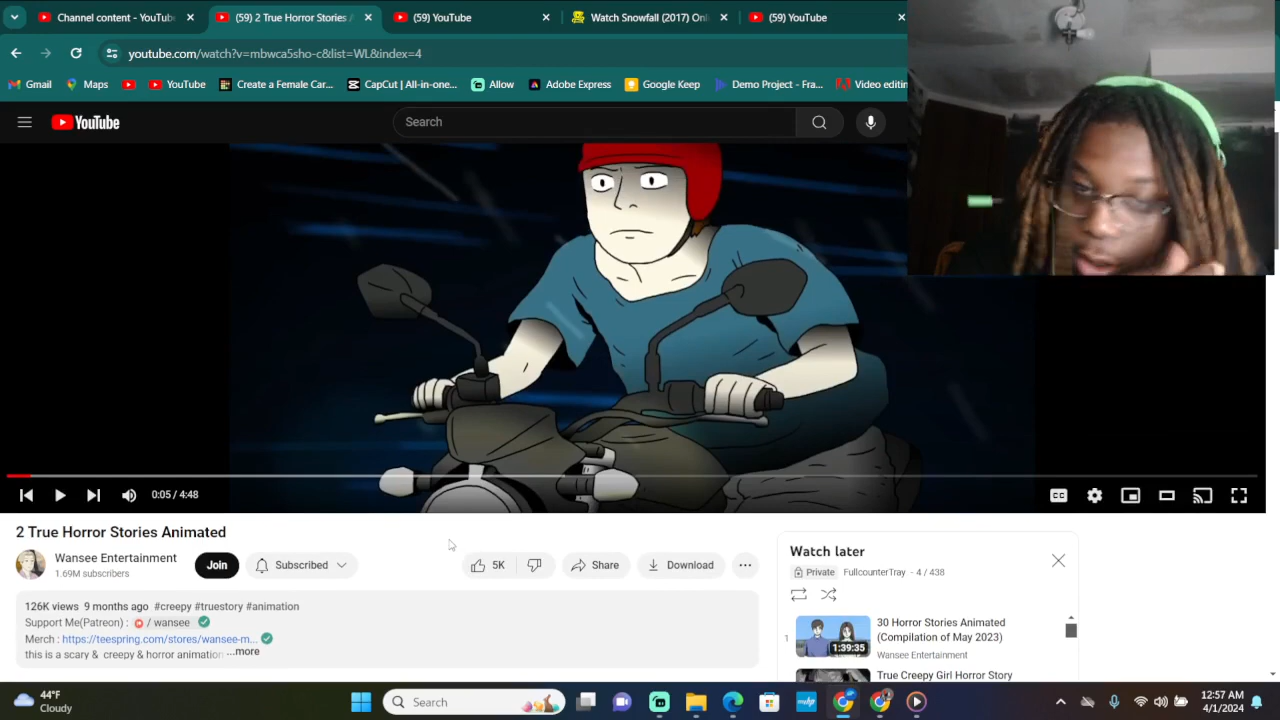 Channel content - YouTub
(59) 2 True Horror Stories A
(59) YouTube
Watch Snowfall (2017) Onl
(59) YouTube
youtube.com/watch?v=mbwca5sho-c&list=WL&index=4
Gmail
Maps
YouTube
Create a Female Car...
CapCut | All-in-one...
Allow
Adobe Express
Google Keep
Demo Project - Fra...
Video editin
YouTube
Search
0:05 / 4:48
CC
2 True Horror Stories Animated
Wansee Entertainment
1.69M subscribers
Join
Subscribed
5K
Share
Download
126K views 9 months ago #creepy #truestory #animation
Support Me(Patreon) : / wansee
Merch : https://teespring.com/stores/wansee-m...
this is a scary & creepy & horror animation ...more
Watch later
Private FullcounterTray - 4 / 438
1
1:39:35
30 Horror Stories Animated
(Compilation of May 2023)
Wansee Entertainment
True Creepy Girl Horror Story
44°F
Cloudy
Search
12:57 AM
4/1/2024